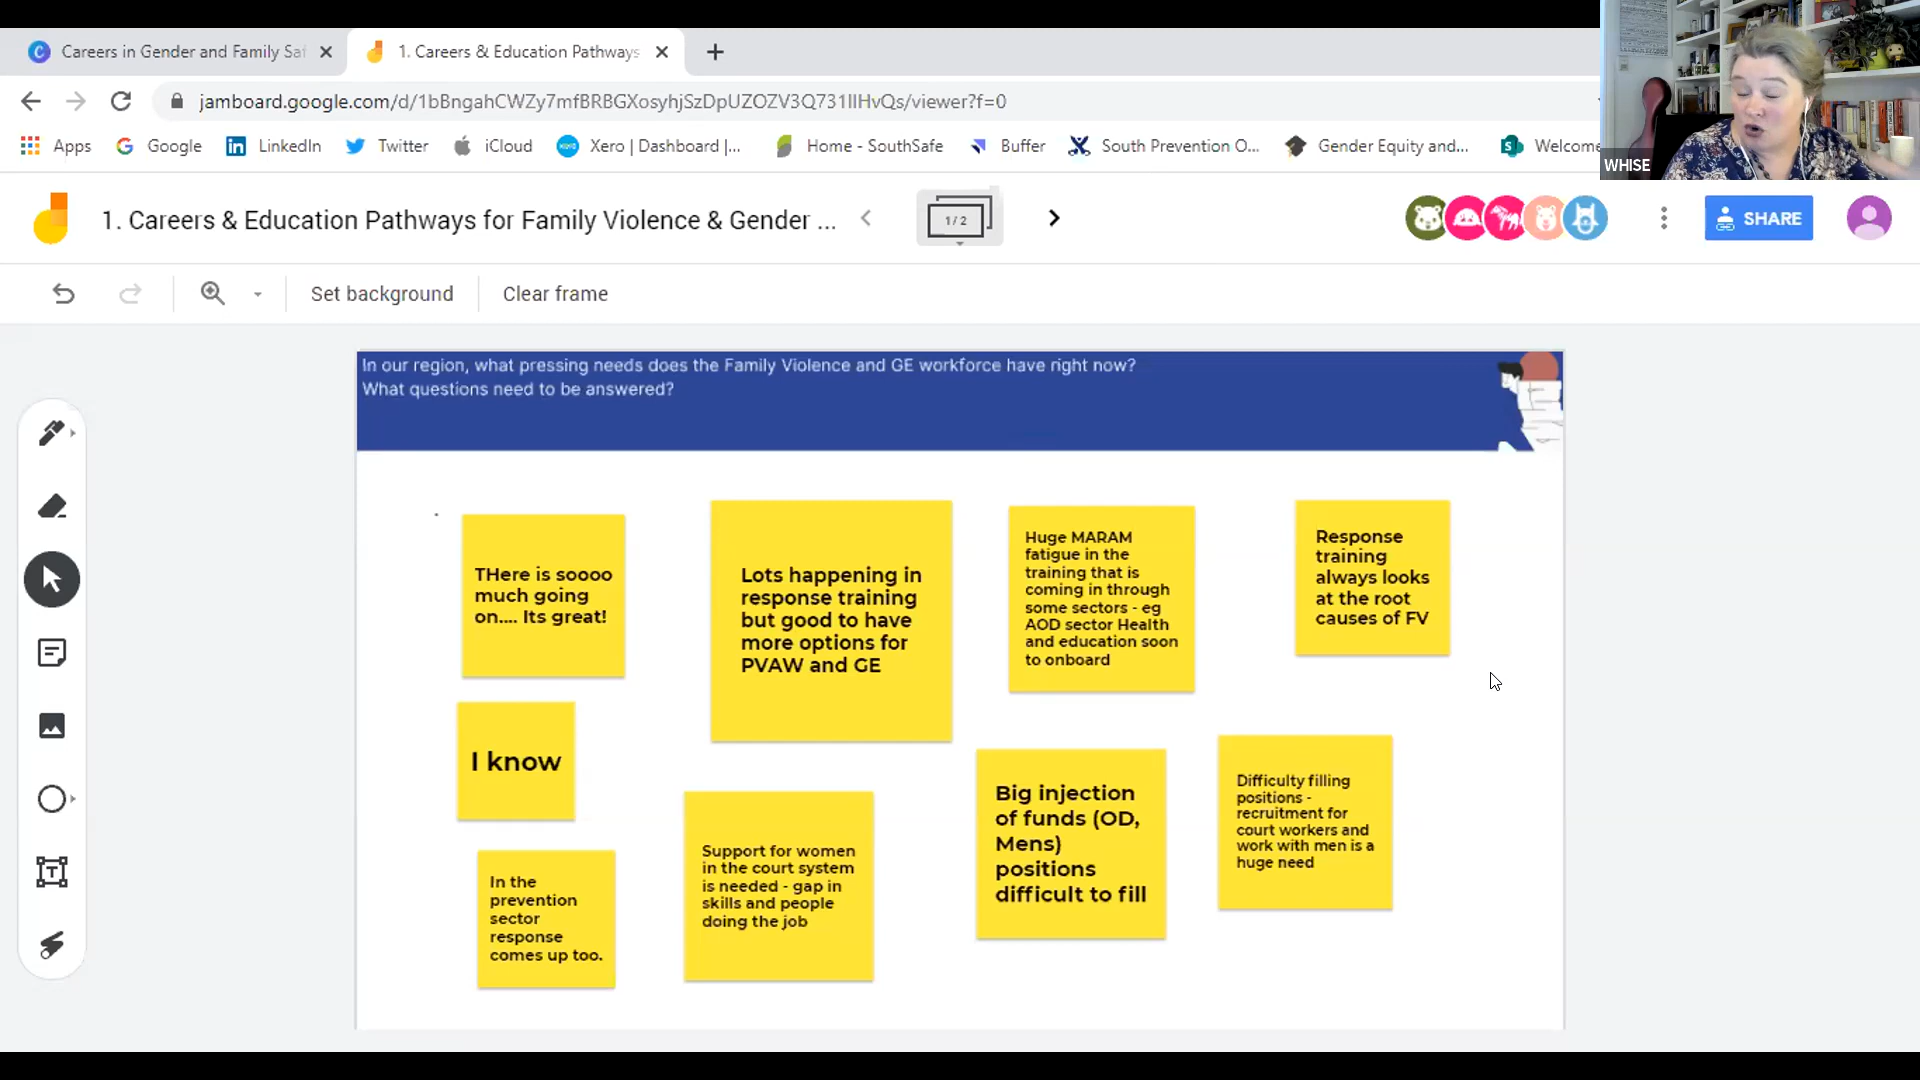 Careers in Gender and Family Saf
1. Careers & Education Pathways
jamboard.google.com/d/1bBngahCWZy7mfBRBGXosyhjSzDpUZOZV3Q731IIHvQs/viewer?f=0
Apps
Google
LinkedIn
Twitter
iCloud
Xero | Dashboard |...
Home - SouthSafe
Buffer
South Prevention O...
Gender Equity and...
Welcome
WHISE
1. Careers & Education Pathways for Family Violence & Gender ...
1 / 2
SHARE
Set background
Clear frame
In our region, what pressing needs does the Family Violence and GE workforce have right now?
What questions need to be answered?
THere is soooo
much going
on.... Its great!
Lots happening in
response training
but good to have
more options for
PVAW and GE
Huge MARAM
fatigue in the
training that is
coming in through
some sectors - eg
AOD sector Health
and education soon
to onboard
Response
training
always looks
at the root
causes of FV
I know
In the
prevention
sector
response
comes up too.
Support for women
in the court system
is needed - gap in
skills and people
doing the job
Big injection
of funds (OD,
Mens)
positions
difficult to fill
Difficulty filling
positions -
recruitment for
court workers and
work with men is a
huge need